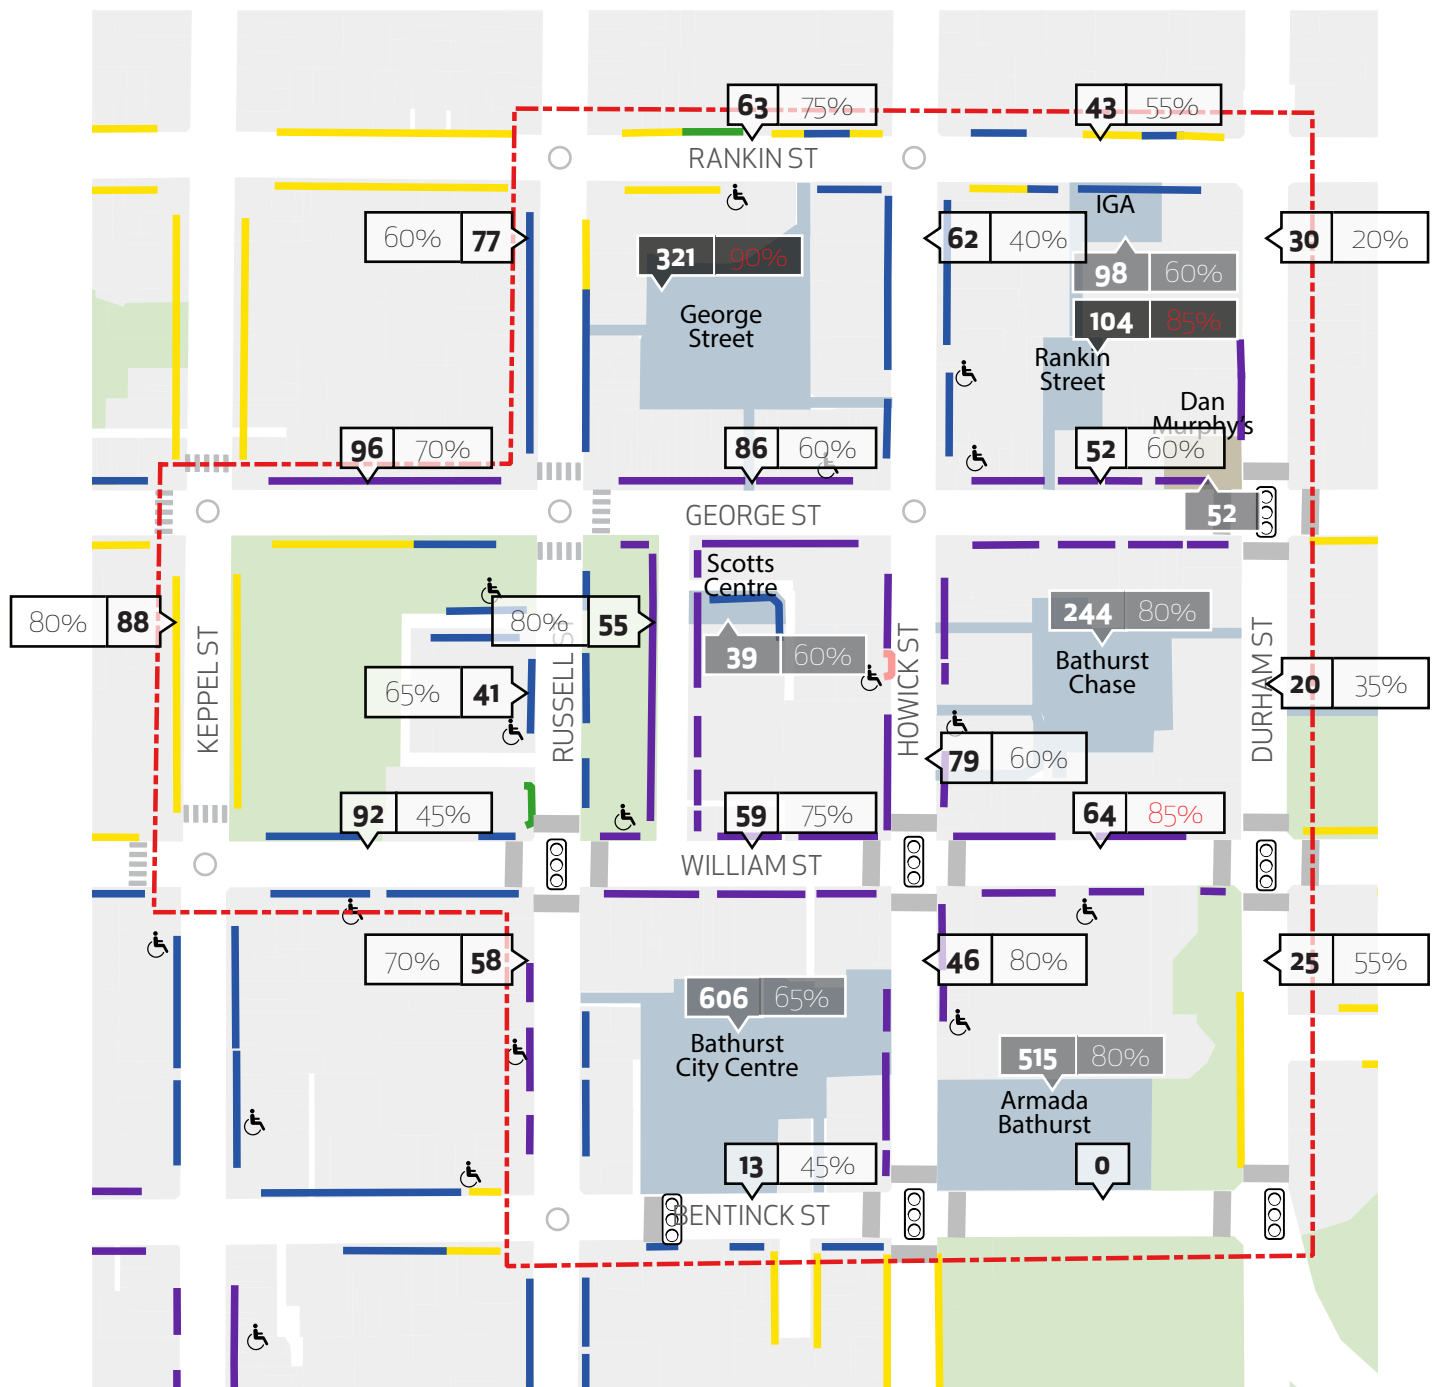 63 75%
43 55%
RANKIN ST
IGA
60% 77
62 40%
30 20%
321 90%
98 60%
George
Street
104 85%
Rankin
Street
Dan
Murphy's
96 70%
86 60%
52 60%
52
GEORGE ST
Scotts
Centre
80% 88
80% 55
244 80%
39 60%
Bathurst
Chase
65% 41
20 35%
KEPPEL ST
RUSSELL ST
HOWICK ST
DURHAM ST
79 60%
92 45%
59 75%
64 85%
WILLIAM ST
70% 58
46 80%
25 55%
606 65%
Bathurst
City Centre
515 80%
Armada
Bathurst
13 45%
0
BENTINCK ST